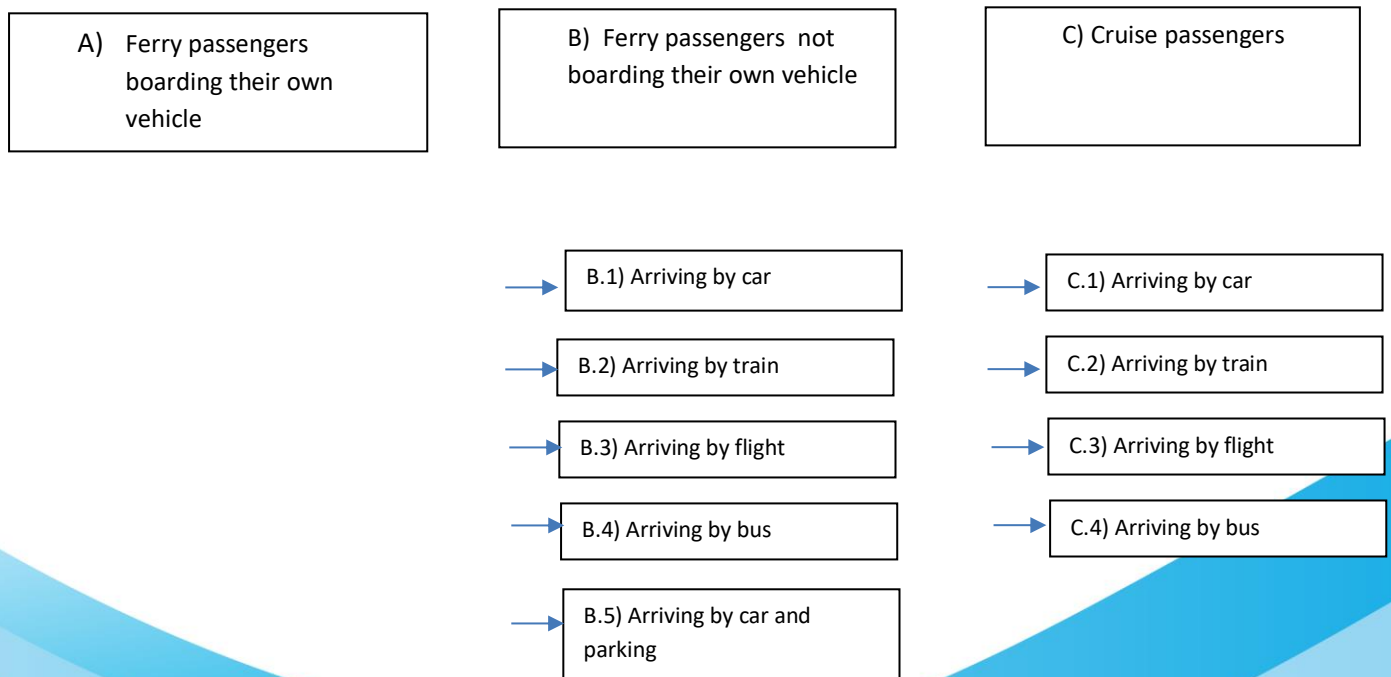 A) Ferry passengers
boarding their own
vehicle
B) Ferry passengers not
boarding their own vehicle
C) Cruise passengers
B.1) Arriving by car
B.2) Arriving by train
B.3) Arriving by flight
B.4) Arriving by bus
B.5) Arriving by car and
parking
C.1) Arriving by car
C.2) Arriving by train
C.3) Arriving by flight
C.4) Arriving by bus